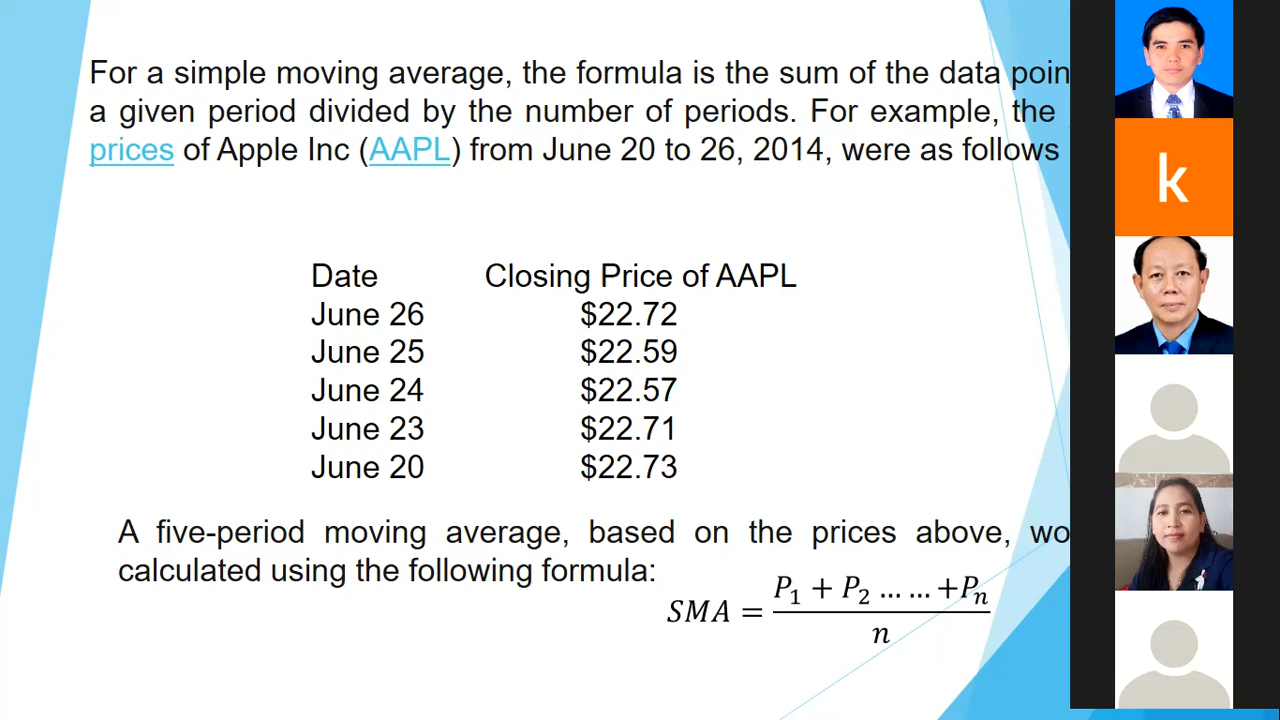 For a simple moving average, the formula is the sum of the data poin
a given period divided by the number of periods. For example, the
prices of Apple Inc (AAPL) from June 20 to 26, 2014, were as follows
Date Closing Price of AAPL
June 26 $22.72
June 25 $22.59
June 24 $22.57
June 23 $22.71
June 20 $22.73
A five-period moving average, based on the prices above, wo
calculated using the following formula:
SMA = (P₁ + P₂ … … +Pₙ) / n
k